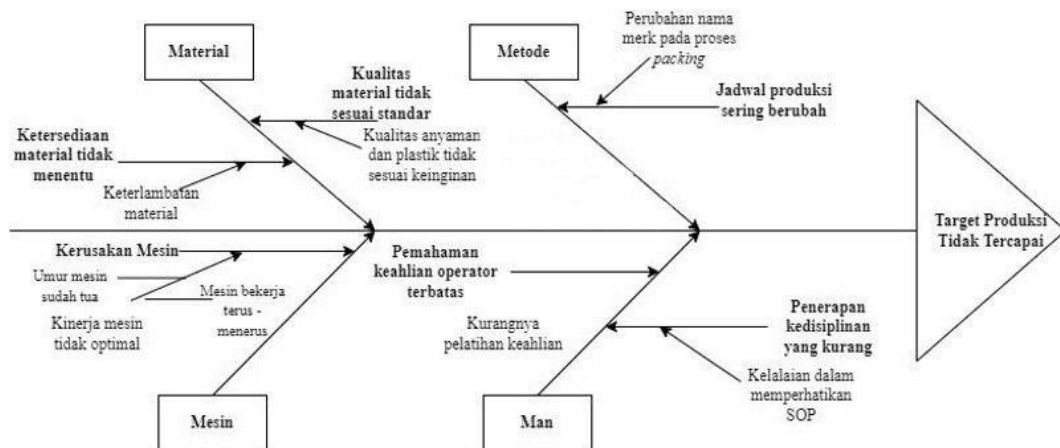 Material
Metode
Perubahan nama
merk pada proses
packing
Kualitas
material tidak
sesuai standar
Jadwal produksi
sering berubah
Ketersediaan
material tidak
menentu
Kualitas anyaman
dan plastik tidak
sesuai keinginan
Keterlambatan
material
Target Produksi
Tidak Tercapai
Kerusakan Mesin
Umur mesin
sudah tua
Mesin bekerja
terus -
menerus
Kinerja mesin
tidak optimal
Pemahaman
keahlian operator
terbatas
Kurangnya
pelatihan keahlian
Penerapan
kedisiplinan
yang kurang
Kelalaian dalam
memperhatikan
SOP
Mesin
Man